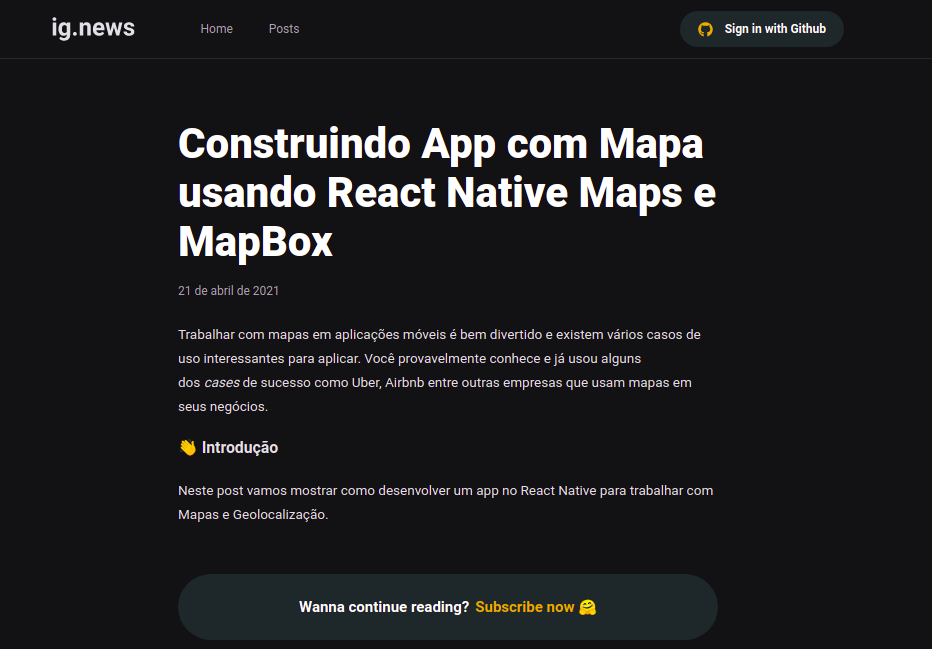 ig.news
Home
Posts
Sign in with Github
Construindo App com Mapa
usando React Native Maps e
MapBox
21 de abril de 2021
Trabalhar com mapas em aplicações móveis é bem divertido e existem vários casos de
uso interessantes para aplicar. Você provavelmente conhece e já usou alguns
dos cases de sucesso como Uber, Airbnb entre outras empresas que usam mapas em
seus negócios.
👋 Introdução
Neste post vamos mostrar como desenvolver um app no React Native para trabalhar com
Mapas e Geolocalização.
Wanna continue reading? Subscribe now 🤗